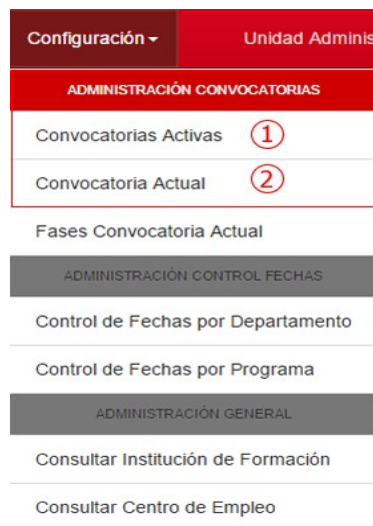 Configuración Unidad Adminis
ADMINISTRACIÓN CONVOCATORIAS
Convocatorias Activas 1
Convocatoria Actual 2
Fases Convocatoria Actual
ADMINISTRACIÓN CONTROL FECHAS
Control de Fechas por Departamento
Control de Fechas por Programa
ADMINISTRACIÓN GENERAL
Consultar Institución de Formación
Consultar Centro de Empleo